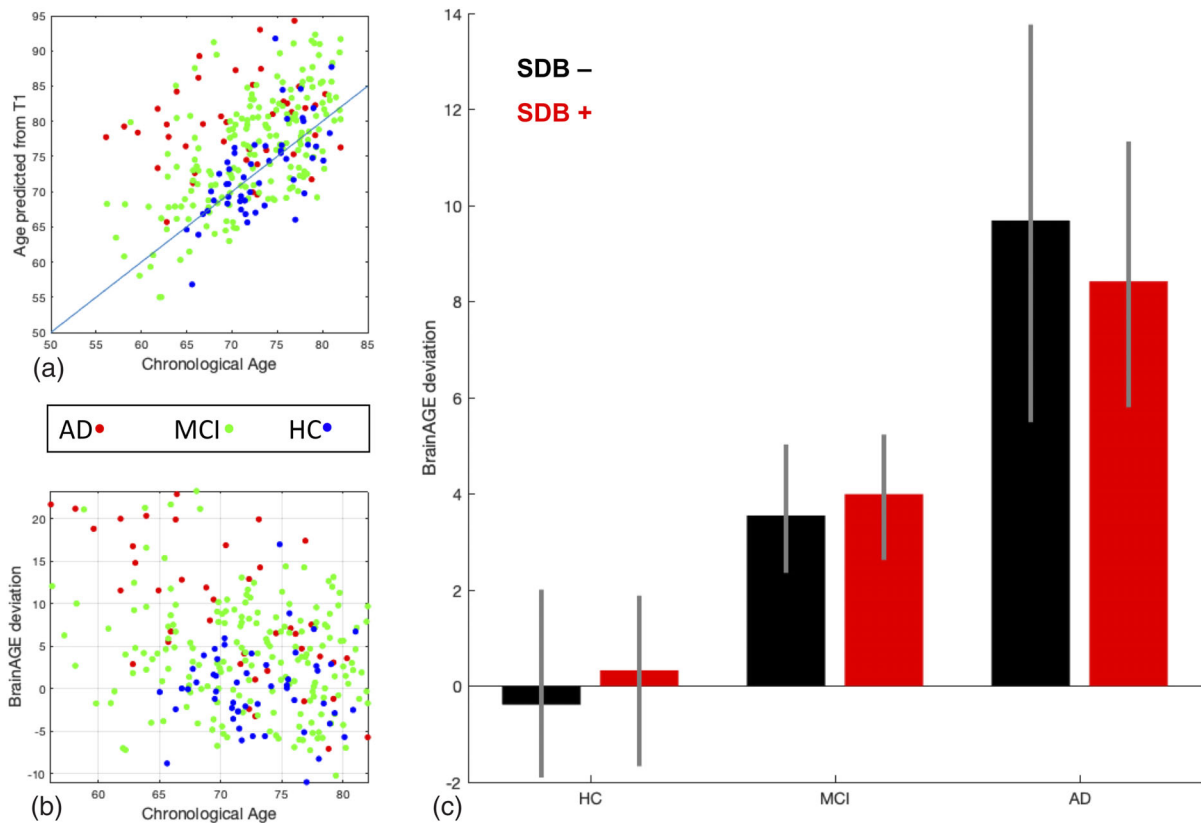 95
90
85
80
75
70
65
60
55
50
Age predicted from T1
50 55 60 65 70 75 80 85
Chronological Age
(a)
AD MCI HC
20
15
10
5
0
-5
-10
BrainAGE deviation
60 65 70 75 80
Chronological Age
(b)
SDB –
SDB +
14
12
10
8
6
4
2
0
-2
BrainAGE deviation
HC MCI AD
(c)